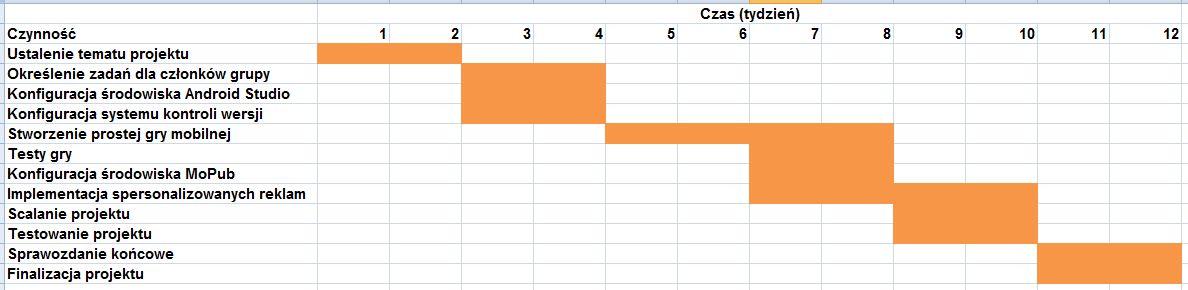 Czas (tydzień)
Czynność 1 2 3 4 5 6 7 8 9 10 11 12
Ustalenie tematu projektu
Określenie zadań dla członków grupy
Konfiguracja środowiska Android Studio
Konfiguracja systemu kontroli wersji
Stworzenie prostej gry mobilnej
Testy gry
Konfiguracja środowiska MoPub
Implementacja spersonalizowanych reklam
Scalanie projektu
Testowanie projektu
Sprawozdanie końcowe
Finalizacja projektu